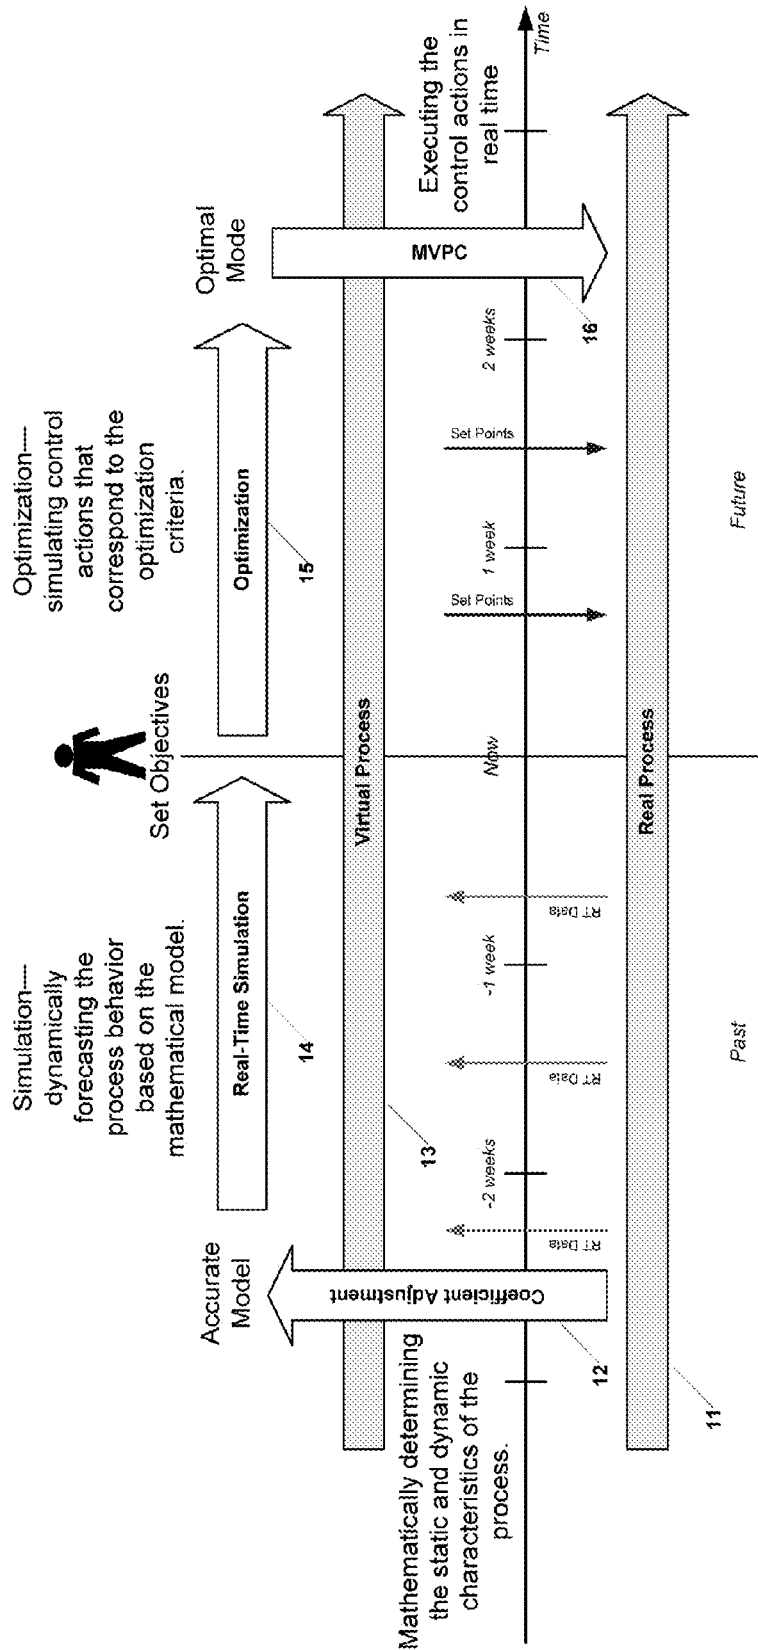 Simulation—
dynamically
forecasting the
process behavior
based on the
mathematical model.
Optimization—
simulating control
actions that
correspond to the
optimization
criteria.
Set Objectives
Accurate
Model
Real-Time Simulation
14
Optimization
15
Optimal
Mode
Virtual Process
13
Mathematically determining
the static and dynamic
characteristics of the
process.
Coefficient Adjustment
12
RT Data
RT Data
RT Data
-2 weeks
-1 week
Now
1 week
2 weeks
Set Points
Set Points
MVPC
16
Executing the
control actions in
real time
Time
Real Process
11
Past
Future